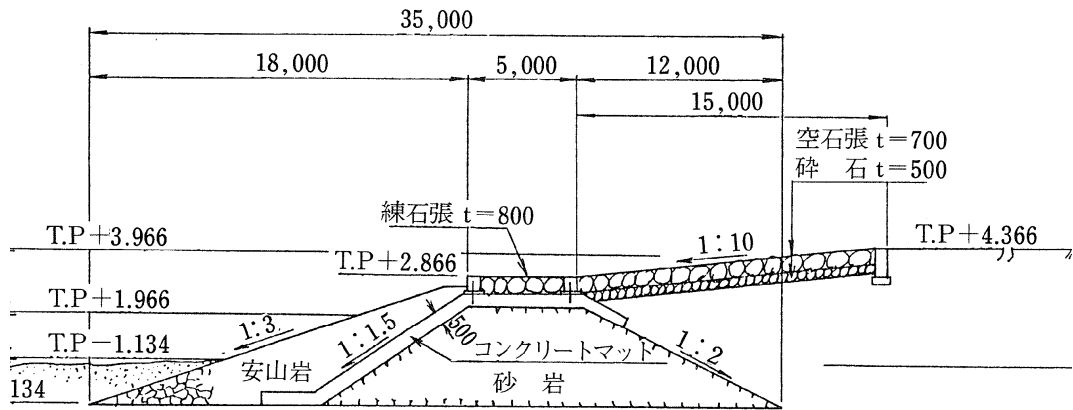 35,000
18,000
5,000
12,000
15,000
空石張 t=700
砕 石 t=500
練石張 t=800
T.P+3.966
T.P+4.366
1:10
T.P+2.866
T.P+1.966
1:3
1:1.5
500
1:2
T.P−1.134
コンクリートマット
安山岩
砂 岩
134